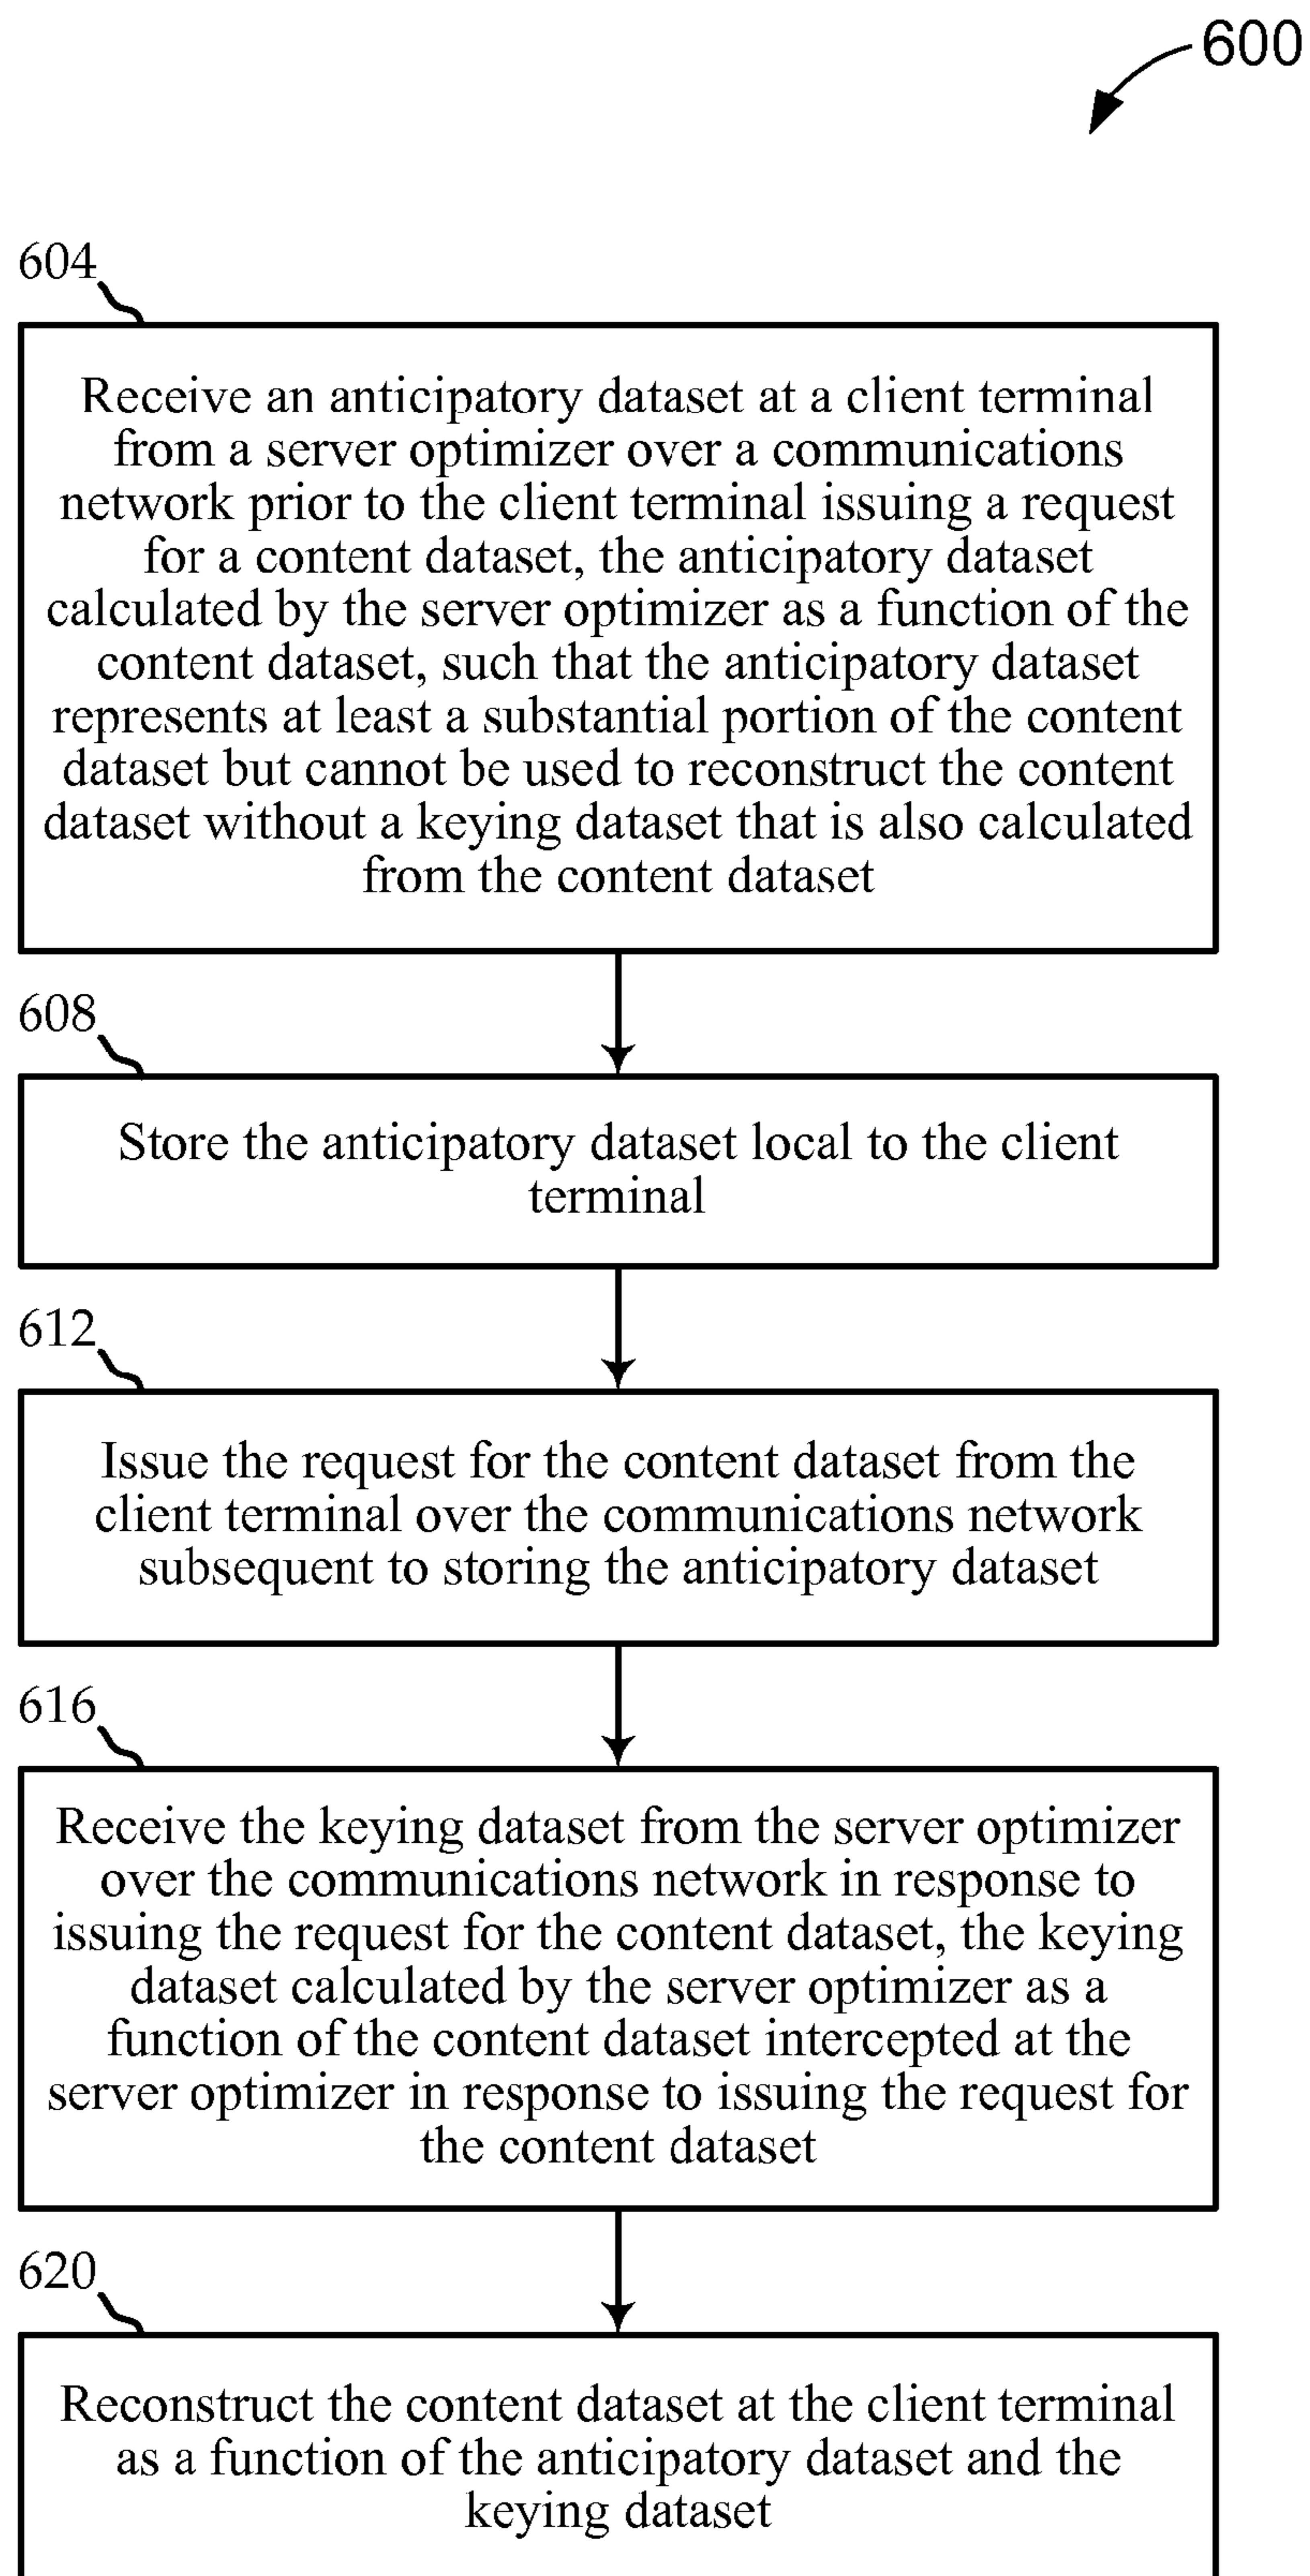 600
604
Receive an anticipatory dataset at a client terminal
from a server optimizer over a communications
network prior to the client terminal issuing a request
for a content dataset, the anticipatory dataset
calculated by the server optimizer as a function of the
content dataset, such that the anticipatory dataset
represents at least a substantial portion of the content
dataset but cannot be used to reconstruct the content
dataset without a keying dataset that is also calculated
from the content dataset
608
Store the anticipatory dataset local to the client
terminal
612
Issue the request for the content dataset from the
client terminal over the communications network
subsequent to storing the anticipatory dataset
616
Receive the keying dataset from the server optimizer
over the communications network in response to
issuing the request for the content dataset, the keying
dataset calculated by the server optimizer as a
function of the content dataset intercepted at the
server optimizer in response to issuing the request for
the content dataset
620
Reconstruct the content dataset at the client terminal
as a function of the anticipatory dataset and the
keying dataset